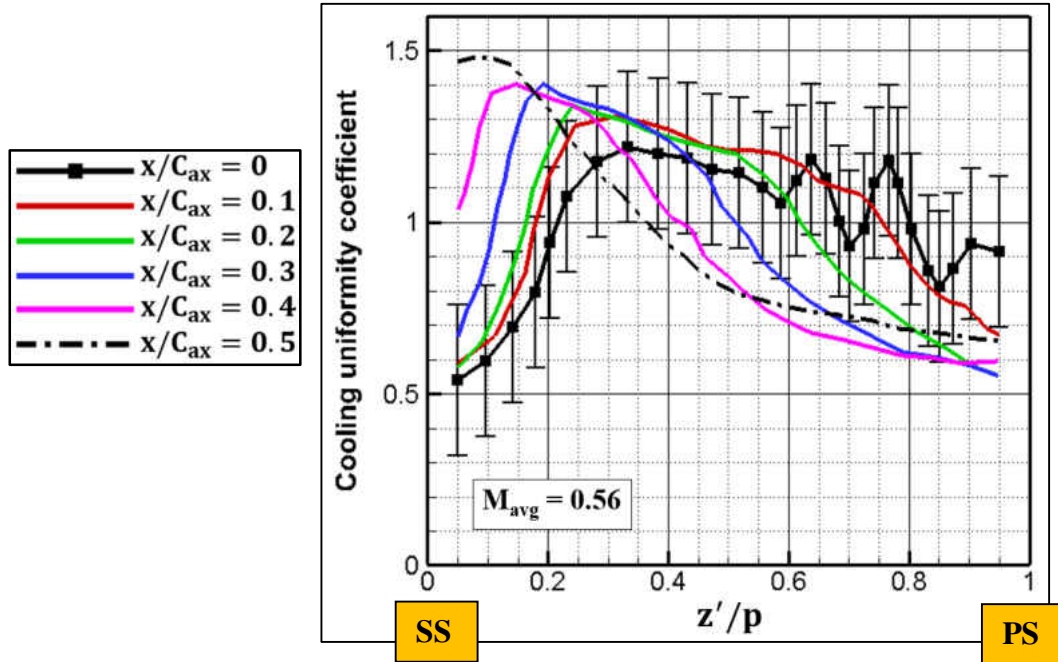 x/Cax = 0
x/Cax = 0.1
x/Cax = 0.2
x/Cax = 0.3
x/Cax = 0.4
x/Cax = 0.5
Cooling uniformity coefficient
1.5
1
0.5
0
Mavg = 0.56
0 0.2 0.4 0.6 0.8 1
z′/p
SS PS